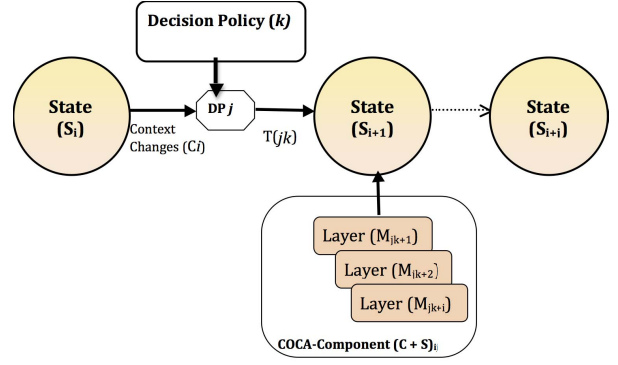 Decision Policy (k)
State
(Si)
DP j
State
(Si+1)
State
(Si+i)
Context
Changes (Ci)
T(jk)
Layer (Mjk+1)
Layer (Mjk+2)
Layer (Mjk+i)
COCA-Component (C + S)ij